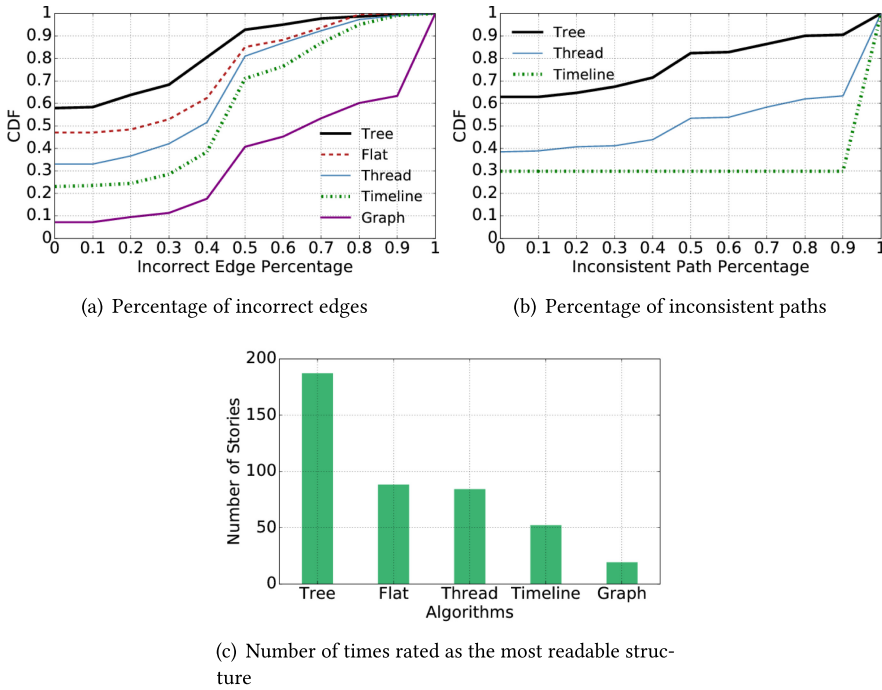 CDF
1
0.9
0.8
0.7
0.6
0.5
0.4
0.3
0.2
0.1
0
Tree
Flat
Thread
Timeline
Graph
0 0.1 0.2 0.3 0.4 0.5 0.6 0.7 0.8 0.9 1
Incorrect Edge Percentage
(a) Percentage of incorrect edges
CDF
1
0.9
0.8
0.7
0.6
0.5
0.4
0.3
0.2
0.1
0
Tree
Thread
Timeline
0 0.1 0.2 0.3 0.4 0.5 0.6 0.7 0.8 0.9 1
Inconsistent Path Percentage
(b) Percentage of inconsistent paths
Number of Stories
200
150
100
50
0
Tree Flat Thread Timeline Graph
Algorithms
(c) Number of times rated as the most readable struc-
ture